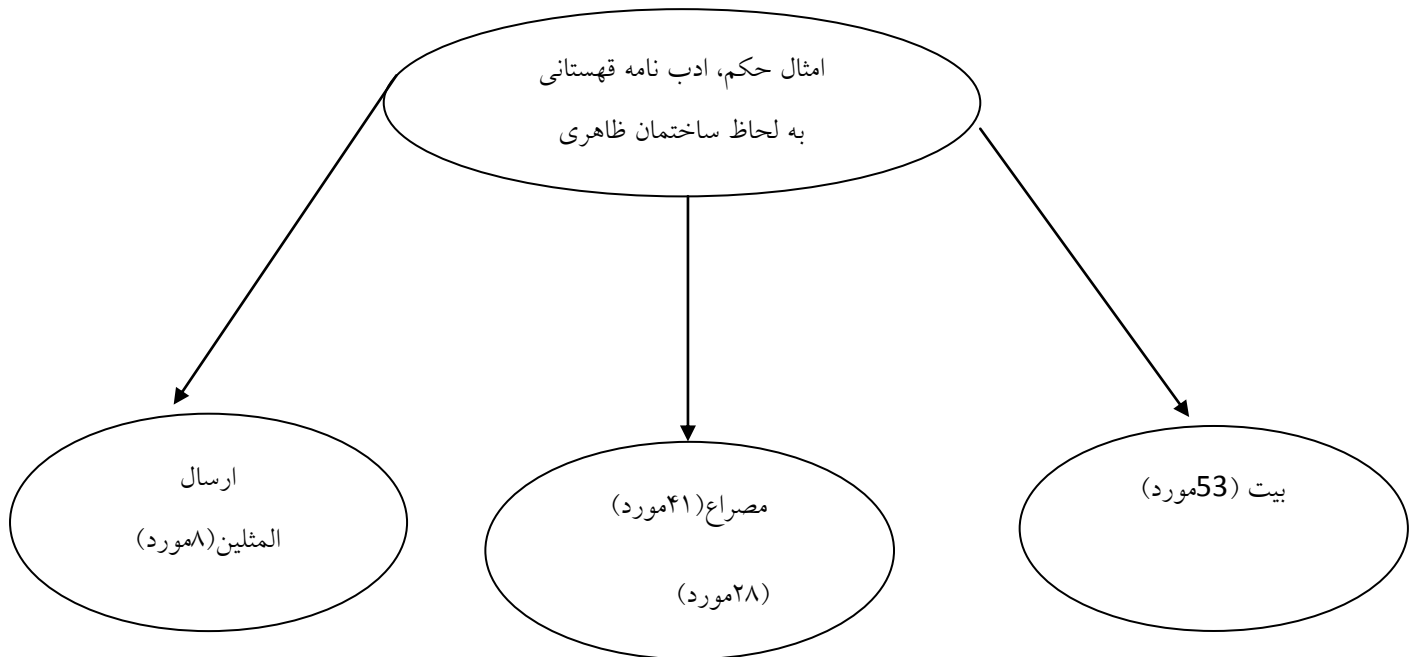 امثال حکم، ادب نامه قهستانی
به لحاظ ساختمان ظاهری
بیت (53مورد)
مصراع(۴۱مورد)
(۲۸مورد)
ارسال
المثلین(۸مورد)